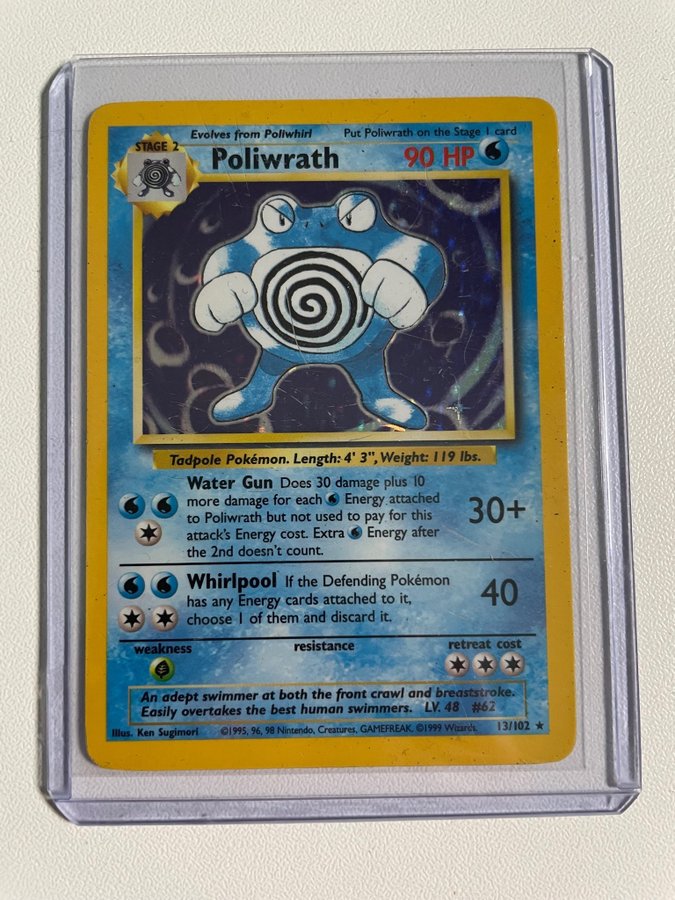 Evolves from Poliwhirl Put Poliwrath on the Stage 1 card
STAGE 2
Poliwrath 90 HP
Tadpole Pokémon. Length: 4' 3", Weight: 119 lbs.
Water Gun Does 30 damage plus 10
more damage for each Energy attached
to Poliwrath but not used to pay for this
attack's Energy cost. Extra Energy after
the 2nd doesn't count.
30+
Whirlpool If the Defending Pokémon
has any Energy cards attached to it,
choose 1 of them and discard it.
40
weakness resistance retreat cost
An adept swimmer at both the front crawl and breaststroke.
Easily overtakes the best human swimmers. LV. 48 #62
Illus. Ken Sugimori ©1995, 96, 98 Nintendo, Creatures, GAMEFREAK. ©1999 Wizards. 13/102 ★